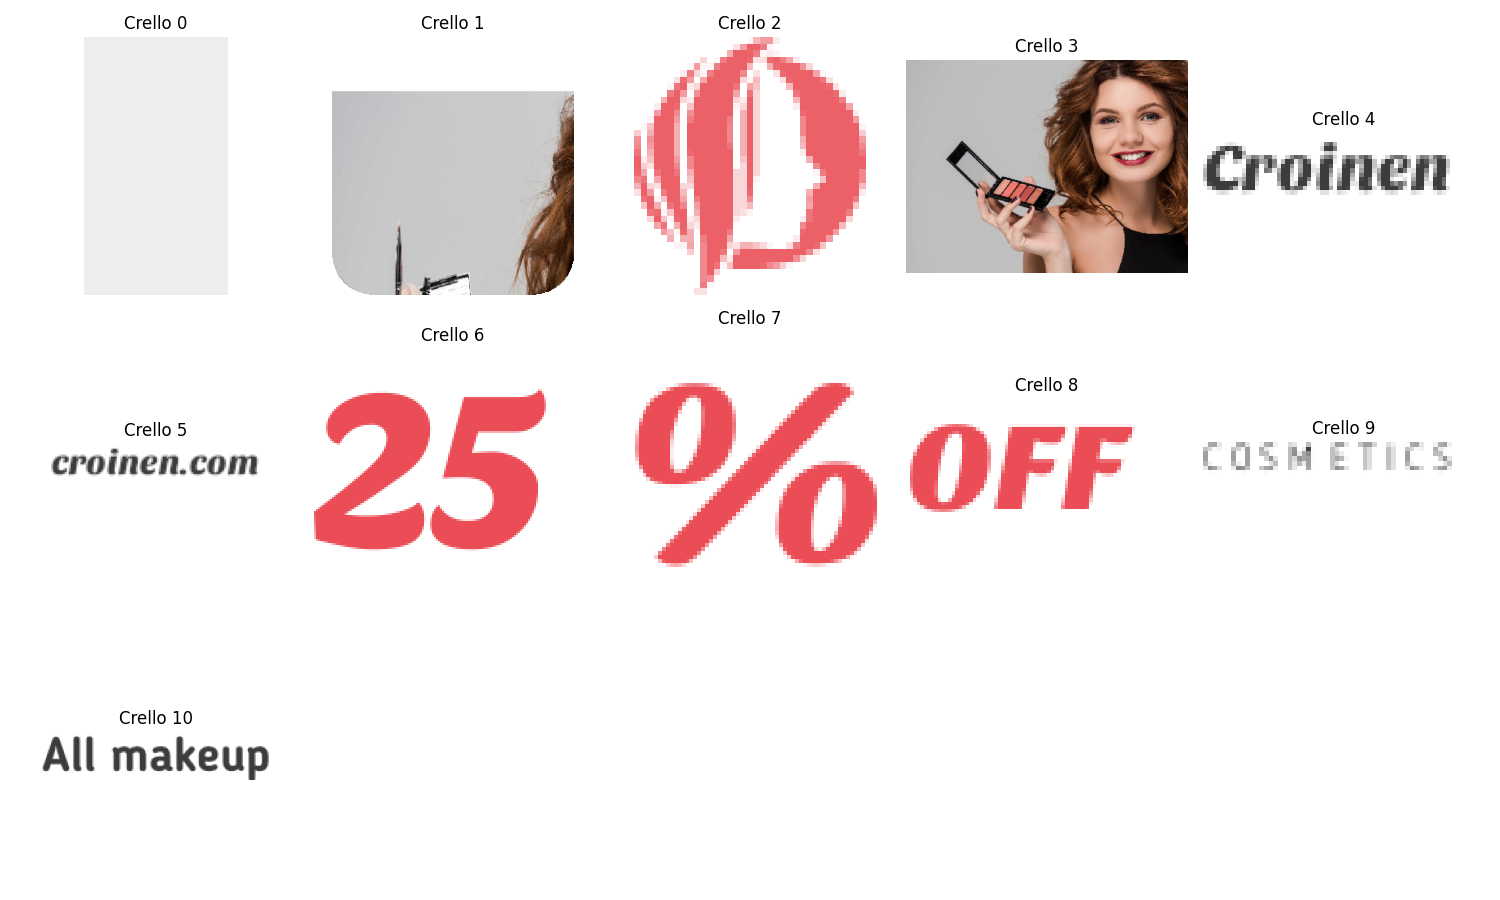 Crello 0
Crello 1
Crello 2
Crello 3
Crello 4
Croinen
Crello 5
croinen.com
Crello 6
25
Crello 7
%
Crello 8
OFF
Crello 9
COSMETICS
Crello 10
All makeup